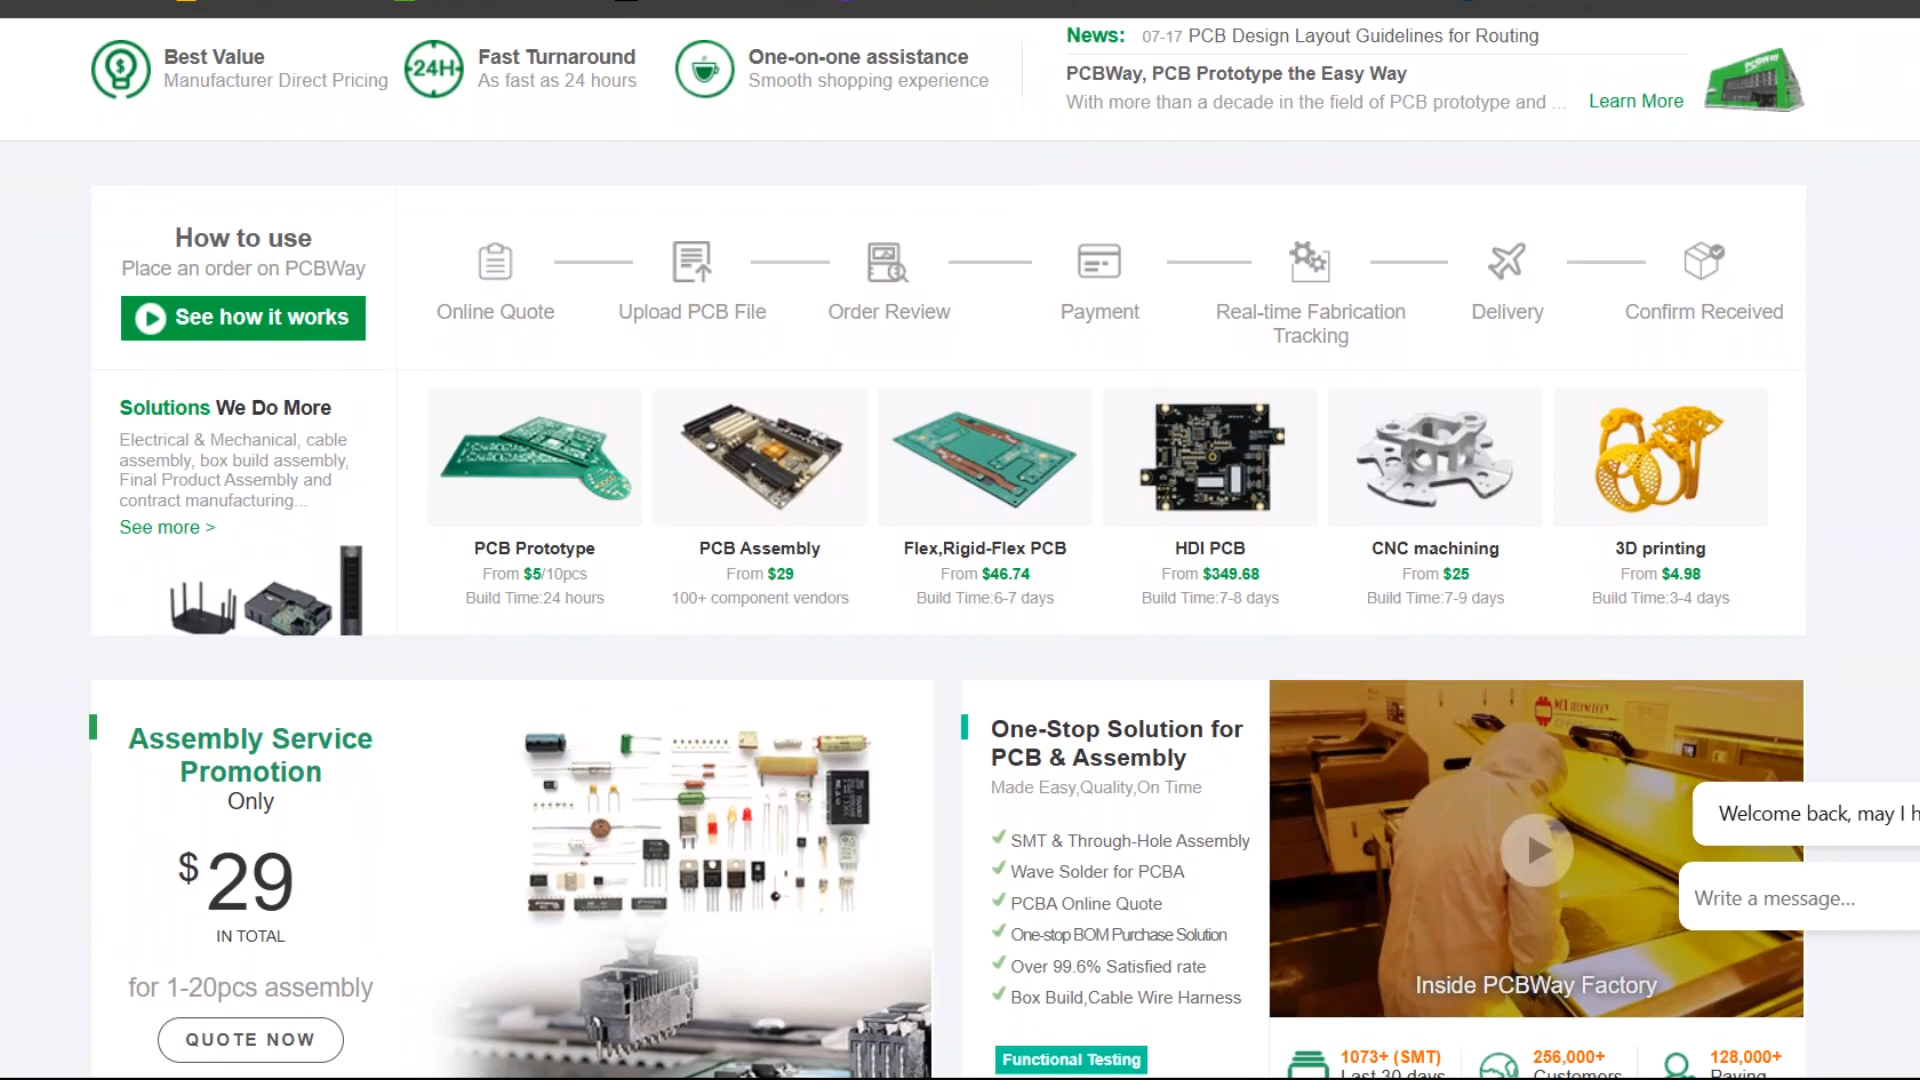 Best Value
Manufacturer Direct Pricing
24H
Fast Turnaround
As fast as 24 hours
One-on-one assistance
Smooth shopping experience
News: 07-17 PCB Design Layout Guidelines for Routing
PCBWay, PCB Prototype the Easy Way
With more than a decade in the field of PCB prototype and ... Learn More
PCBWay
How to use
Place an order on PCBWay
See how it works
Online Quote
Upload PCB File
Order Review
Payment
Real-time Fabrication
Tracking
Delivery
Confirm Received
Solutions We Do More
Electrical & Mechanical, cable
assembly, box build assembly,
Final Product Assembly and
contract manufacturing...
See more >
PCB Prototype
From $5/10pcs
Build Time:24 hours
PCB Assembly
From $29
100+ component vendors
Flex,Rigid-Flex PCB
From $46.74
Build Time:6-7 days
HDI PCB
From $349.68
Build Time:7-8 days
CNC machining
From $25
Build Time:7-9 days
3D printing
From $4.98
Build Time:3-4 days
Assembly Service
Promotion
Only
$29
IN TOTAL
for 1-20pcs assembly
QUOTE NOW
One-Stop Solution for
PCB & Assembly
Made Easy,Quality,On Time
SMT & Through-Hole Assembly
Wave Solder for PCBA
PCBA Online Quote
One-stop BOM Purchase Solution
Over 99.6% Satisfied rate
Box Build,Cable Wire Harness
Functional Testing
Inside PCBWay Factory
Welcome back, may I h
Write a message...
1073+ (SMT)
Last 30 days
256,000+
Customers
128,000+
Paying